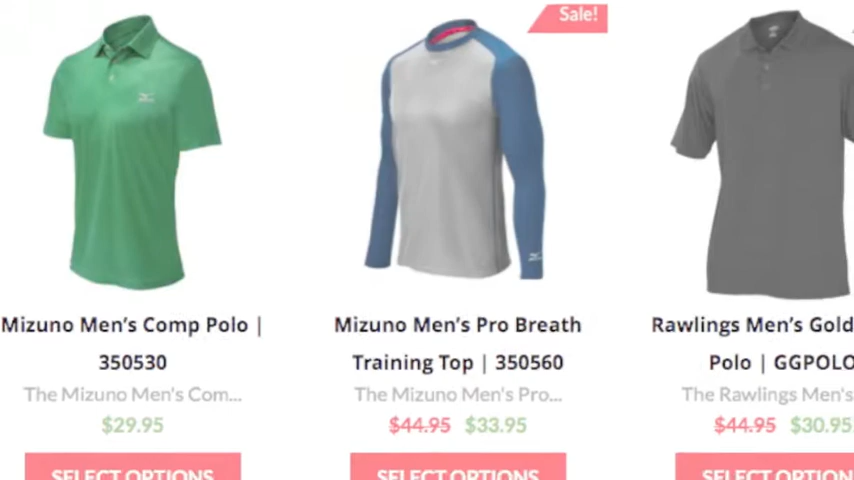 Sale!
Mizuno Men's Comp Polo |
350530
The Mizuno Men's Com...
$29.95
SELECT OPTIONS
Mizuno Men's Pro Breath
Training Top | 350560
The Mizuno Men's Pro...
$44.95 $33.95
SELECT OPTIONS
Rawlings Men's Gold
Polo | GGPOLO
The Rawlings Men's
$44.95 $30.95
SELECT OPTIONS